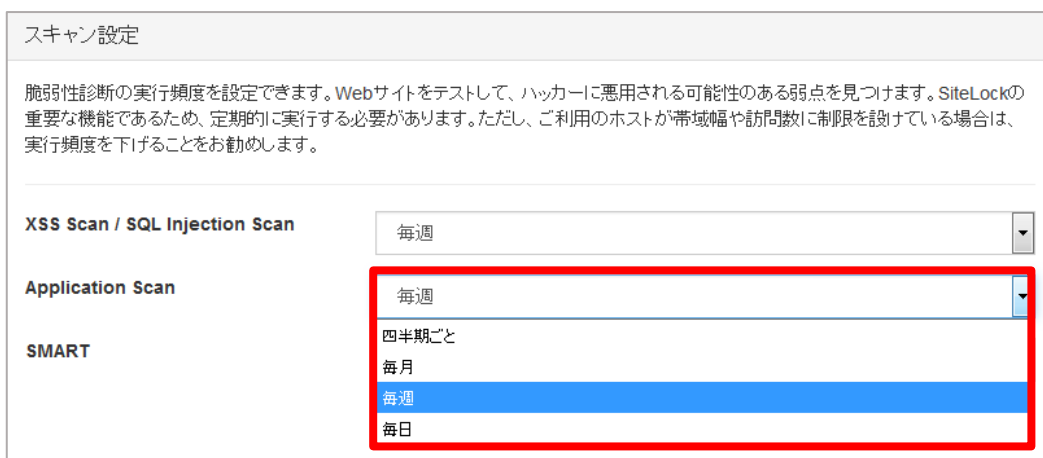 スキャン設定
脆弱性診断の実行頻度を設定できます。Webサイトをテストして、ハッカーに悪用される可能性のある弱点を見つけます。SiteLockの
重要な機能であるため、定期的に実行する必要があります。ただし、ご利用のホストが帯域幅や訪問数に制限を設けている場合は、
実行頻度を下げることをお勧めします。
XSS Scan / SQL Injection Scan
毎週
Application Scan
毎週
四半期ごと
SMART
毎月
毎週
毎日